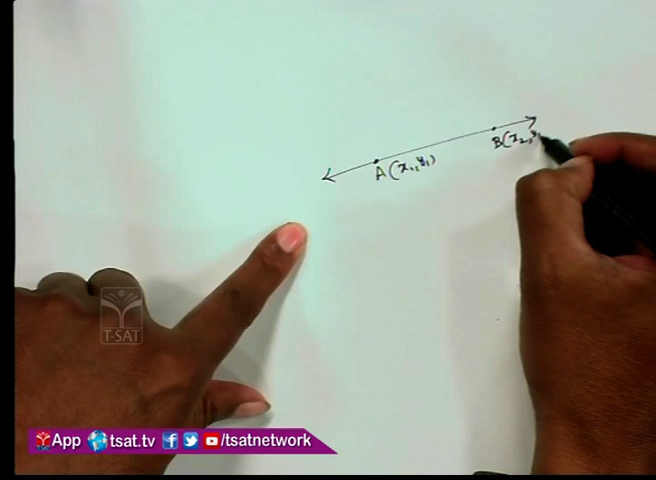 A(x₁,y₁)
B(x₂,y
T-SAT
App tsat.tv /tsatnetwork